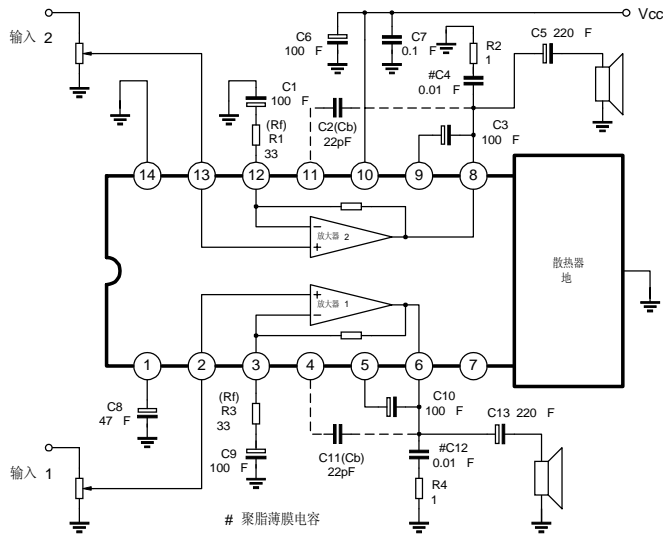 输入 2
C6
100 F
C7
0.1 F
R2
1
#C4
0.01 F
C5 220 F
Vcc
C1
100 F
(Rf)
R1
33
C2(Cb)
22pF
C3
100 F
14
13
12
11
10
9
8
放大器 2
散热器
地
放大器 1
1
2
3
4
5
6
7
C8
47 F
(Rf)
R3
33
C9
100 F
C10
100 F
C11(Cb)
22pF
#C12
0.01 F
R4
1
C13 220 F
输入 1
# 聚脂薄膜电容